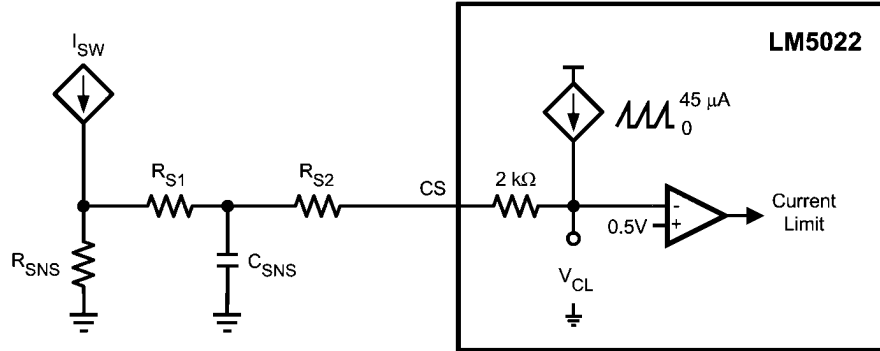 LM5022
I_SW
45 μA
0
R_S1
R_S2
CS
2 kΩ
-
+
0.5V
Current
Limit
R_SNS
C_SNS
V_CL